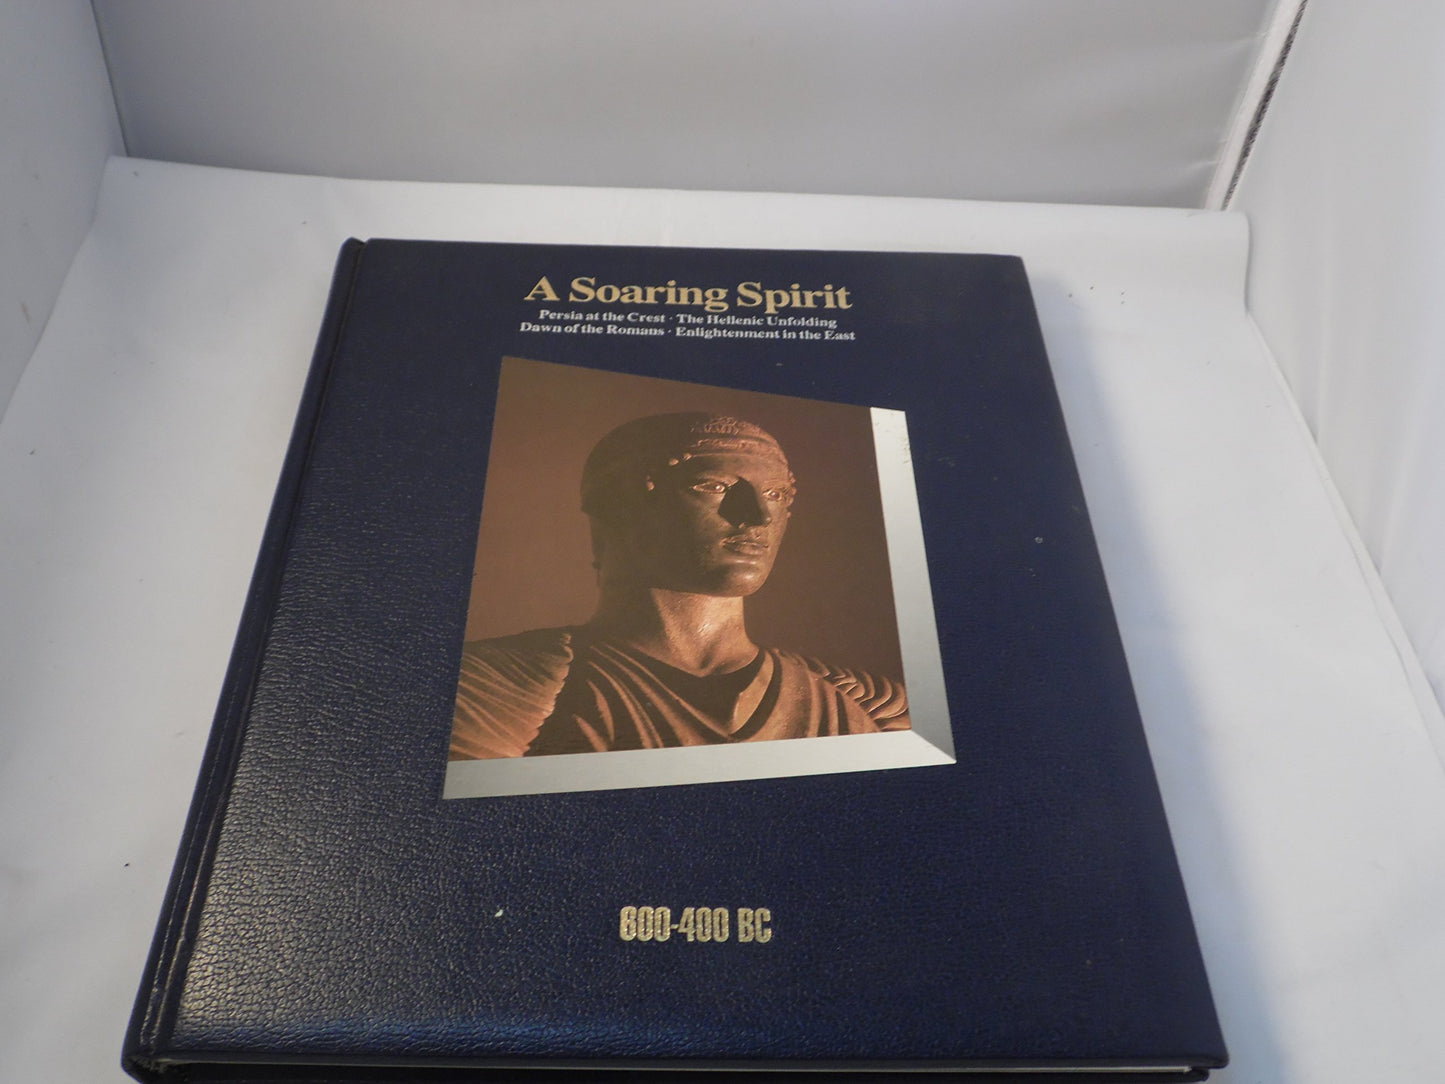 A Soaring Spirit
Persia at the Crest · The Hellenic Unfolding
Dawn of the Romans · Enlightenment in the East
600-400 BC